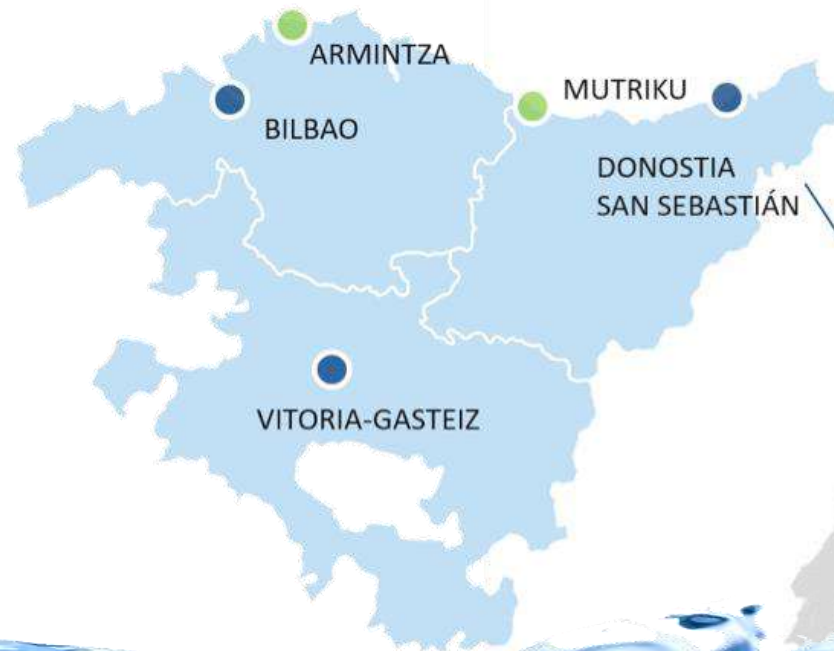 ARMINTZA
MUTRIKU
BILBAO
DONOSTIA
SAN SEBASTIÁN
VITORIA-GASTEIZ